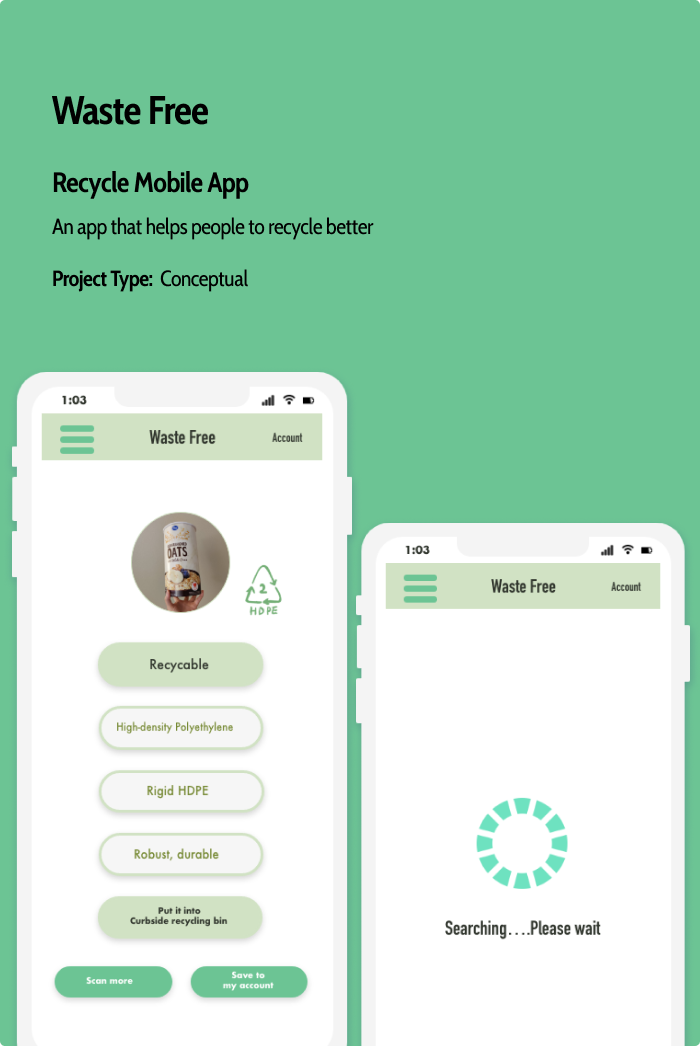 Waste Free
Recycle Mobile App
An app that helps people to recycle better
Project Type: Conceptual
1:03
Waste Free
Account
OATS
2
HDPE
Recycable
High-density Polyethylene
Rigid HDPE
Robust, durable
Put it into
Curbside recycling bin
Scan more
Save to
my account
1:03
Waste Free
Account
Searching....Please wait